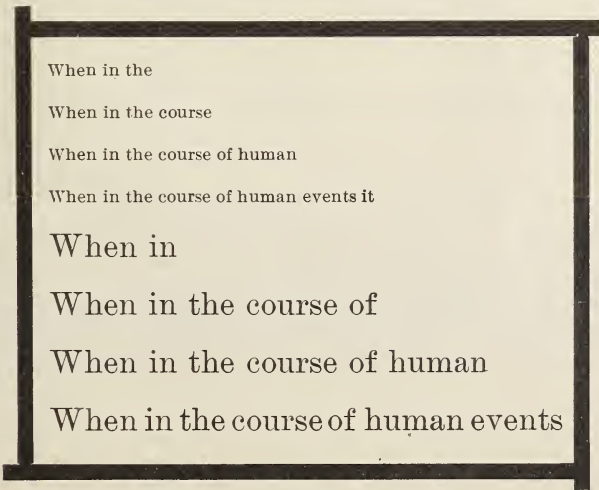 When in the
When in the course
When in the course of human
When in the course of human events it
When in
When in the course of
When in the course of human
When in the course of human events